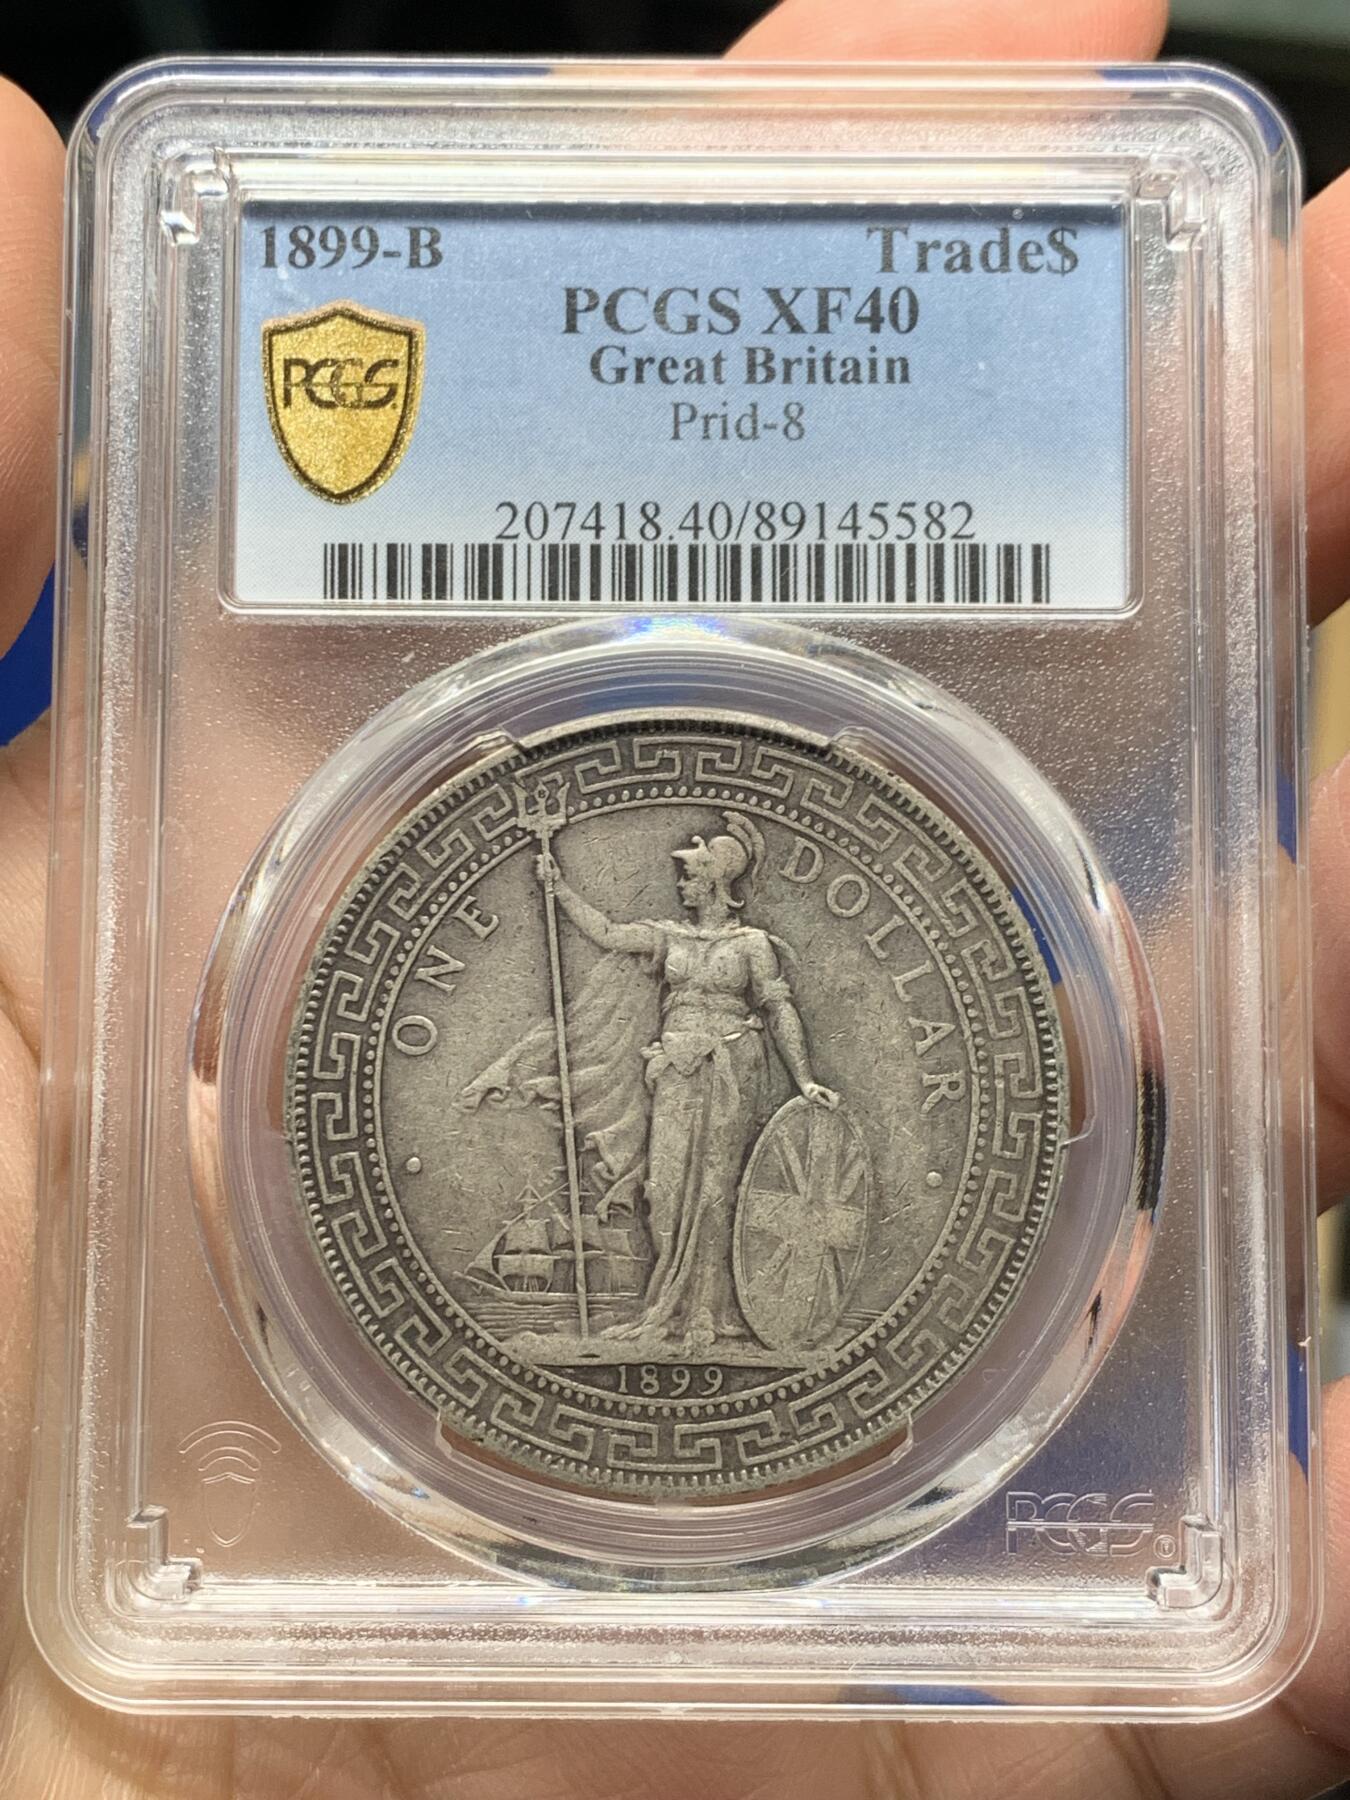 1899-B Trade$
PCGS XF40
Great Britain
PCGS
Prid-8
207418.40/89145582
ONE DOLLAR
1899
PCGS